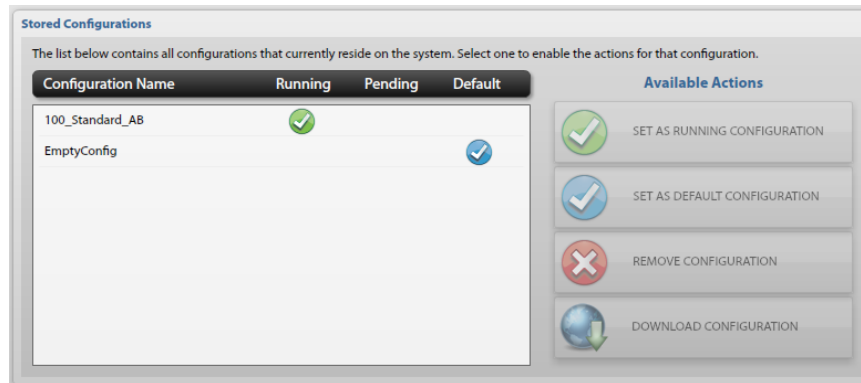 Stored Configurations
The list below contains all configurations that currently reside on the system. Select one to enable the actions for that configuration.
Configuration Name Running Pending Default
Available Actions
100_Standard_AB
EmptyConfig
SET AS RUNNING CONFIGURATION
SET AS DEFAULT CONFIGURATION
REMOVE CONFIGURATION
DOWNLOAD CONFIGURATION